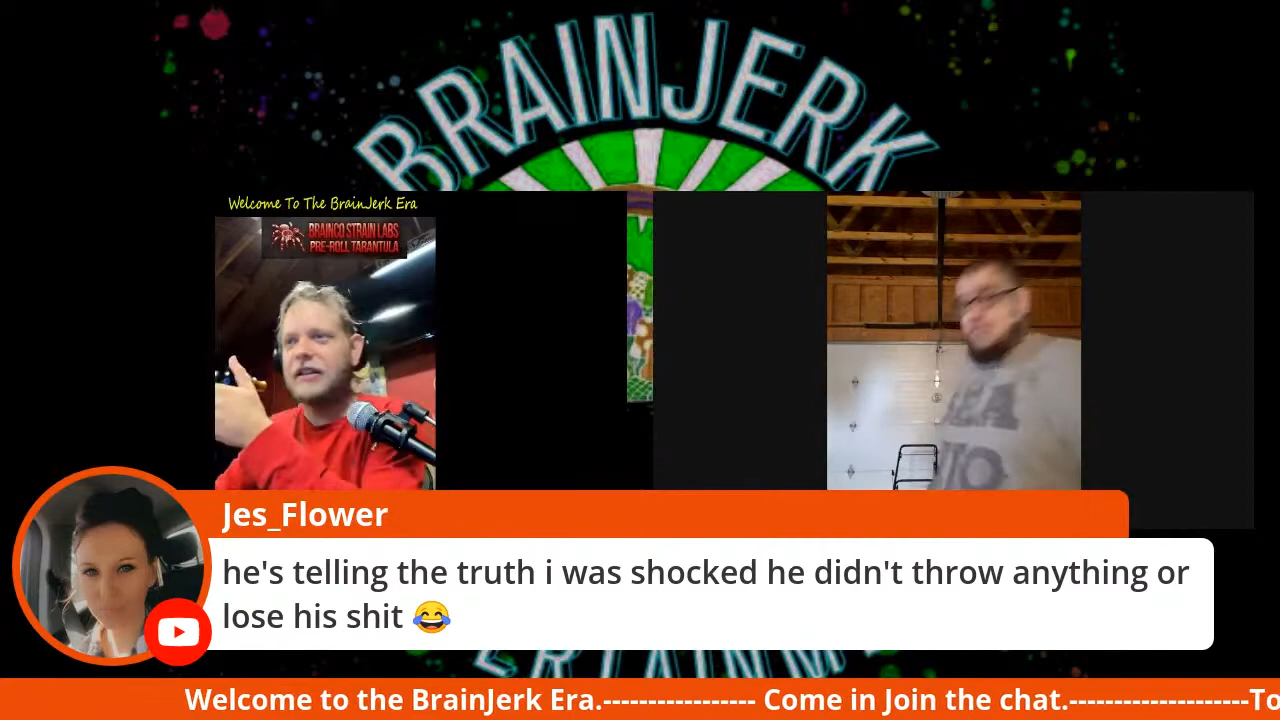 BRAINJERK
Welcome To The BrainJerk Era
BRAINCO STRAIN LABS
PRE-ROLL TARANTULA
Jes_Flower
he's telling the truth i was shocked he didn't throw anything or
lose his shit 😂
Welcome to the BrainJerk Era.----------------- Come in Join the chat.--------------------To